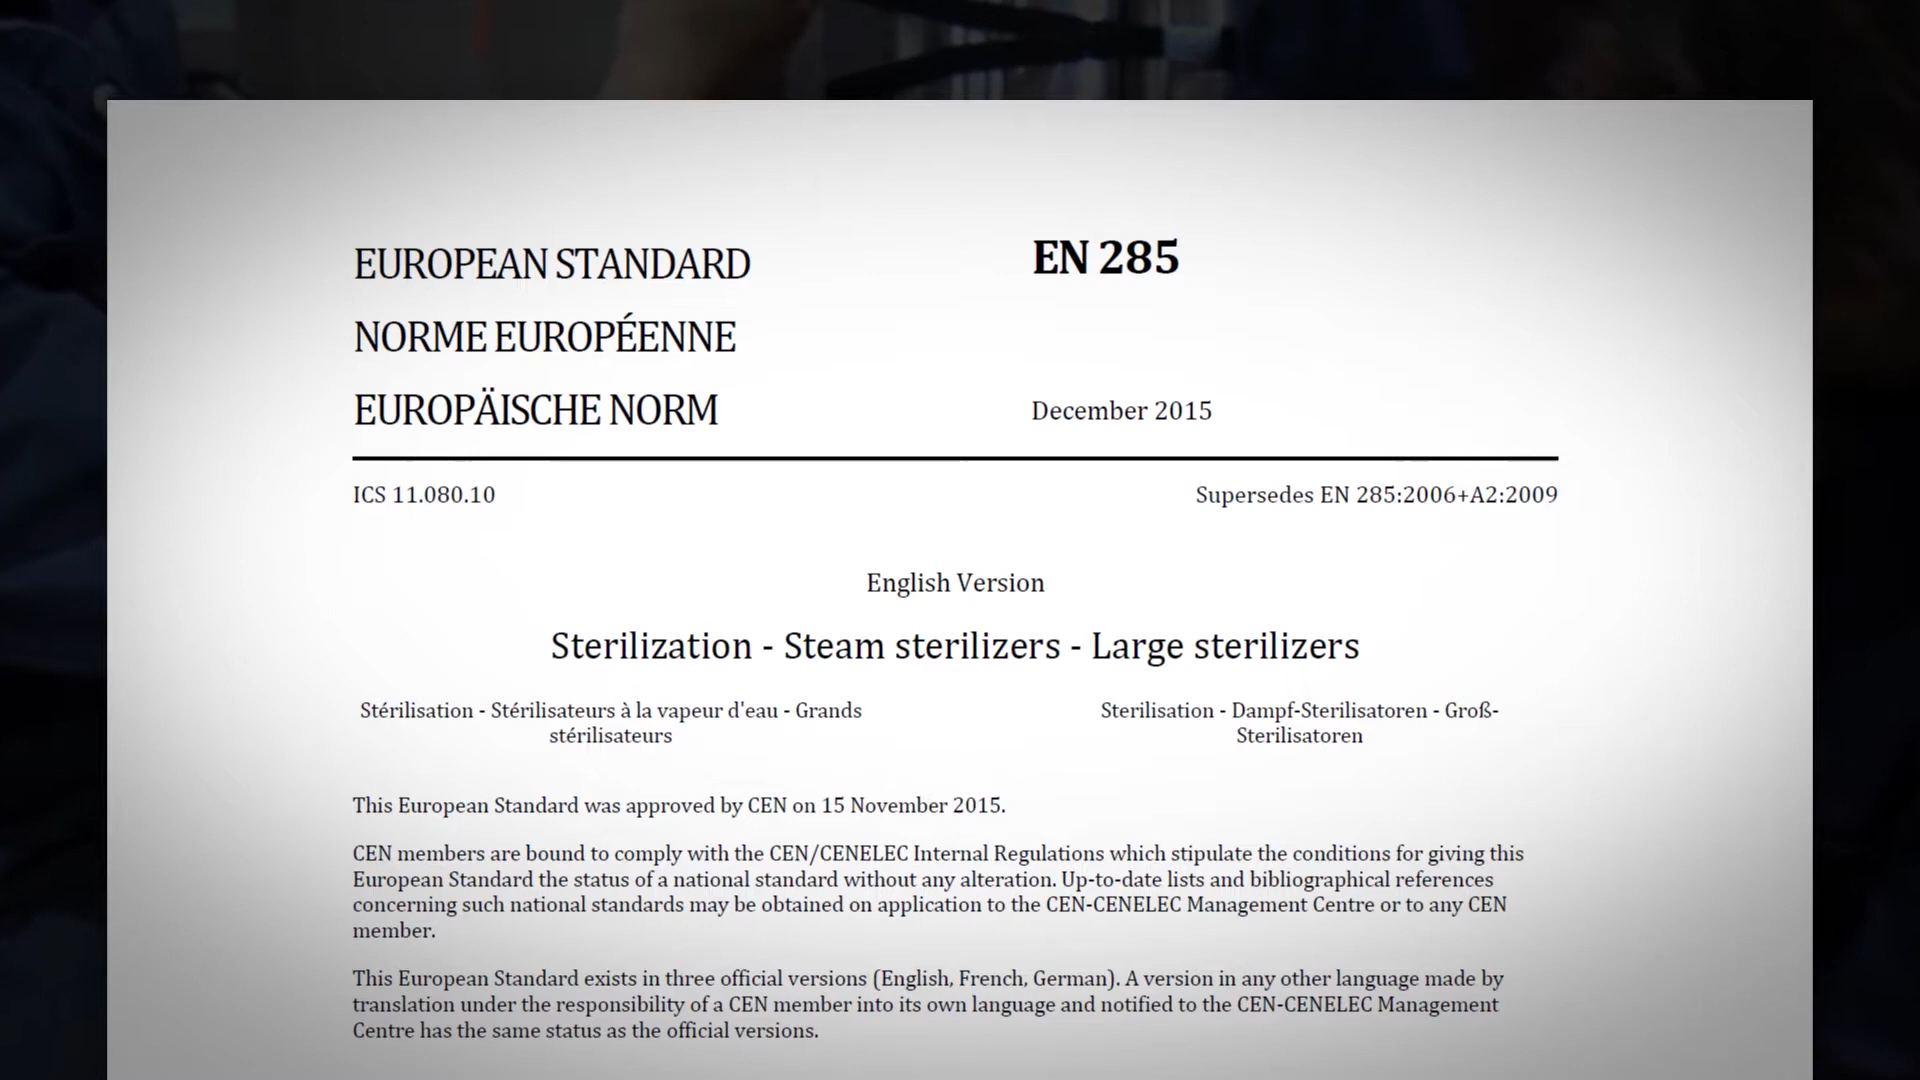 EUROPEAN STANDARD
EN 285
NORME EUROPÉENNE
EUROPÄISCHE NORM
December 2015
ICS 11.080.10
Supersedes EN 285:2006+A2:2009
English Version
Sterilization - Steam sterilizers - Large sterilizers
Stérilisation - Stérilisateurs à la vapeur d'eau - Grands
stérilisateurs
Sterilisation - Dampf-Sterilisatoren - Groß-
Sterilisatoren
This European Standard was approved by CEN on 15 November 2015.
CEN members are bound to comply with the CEN/CENELEC Internal Regulations which stipulate the conditions for giving this
European Standard the status of a national standard without any alteration. Up-to-date lists and bibliographical references
concerning such national standards may be obtained on application to the CEN-CENELEC Management Centre or to any CEN
member.
This European Standard exists in three official versions (English, French, German). A version in any other language made by
translation under the responsibility of a CEN member into its own language and notified to the CEN-CENELEC Management
Centre has the same status as the official versions.